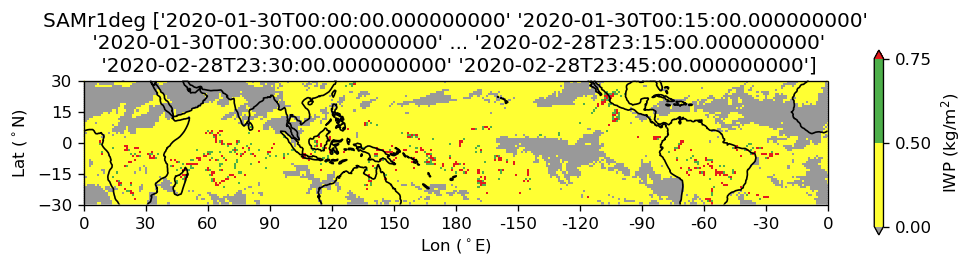 SAMr1deg ['2020-01-30T00:00:00.000000000' '2020-01-30T00:15:00.000000000'
'2020-01-30T00:30:00.000000000' ... '2020-02-28T23:15:00.000000000'
'2020-02-28T23:30:00.000000000' '2020-02-28T23:45:00.000000000']
30
15
0
−15
−30
Lat (°N)
0 30 60 90 120 150 180 -150 -120 -90 -60 -30 0
Lon (°E)
0.75
0.50
0.00
IWP (kg/m²)